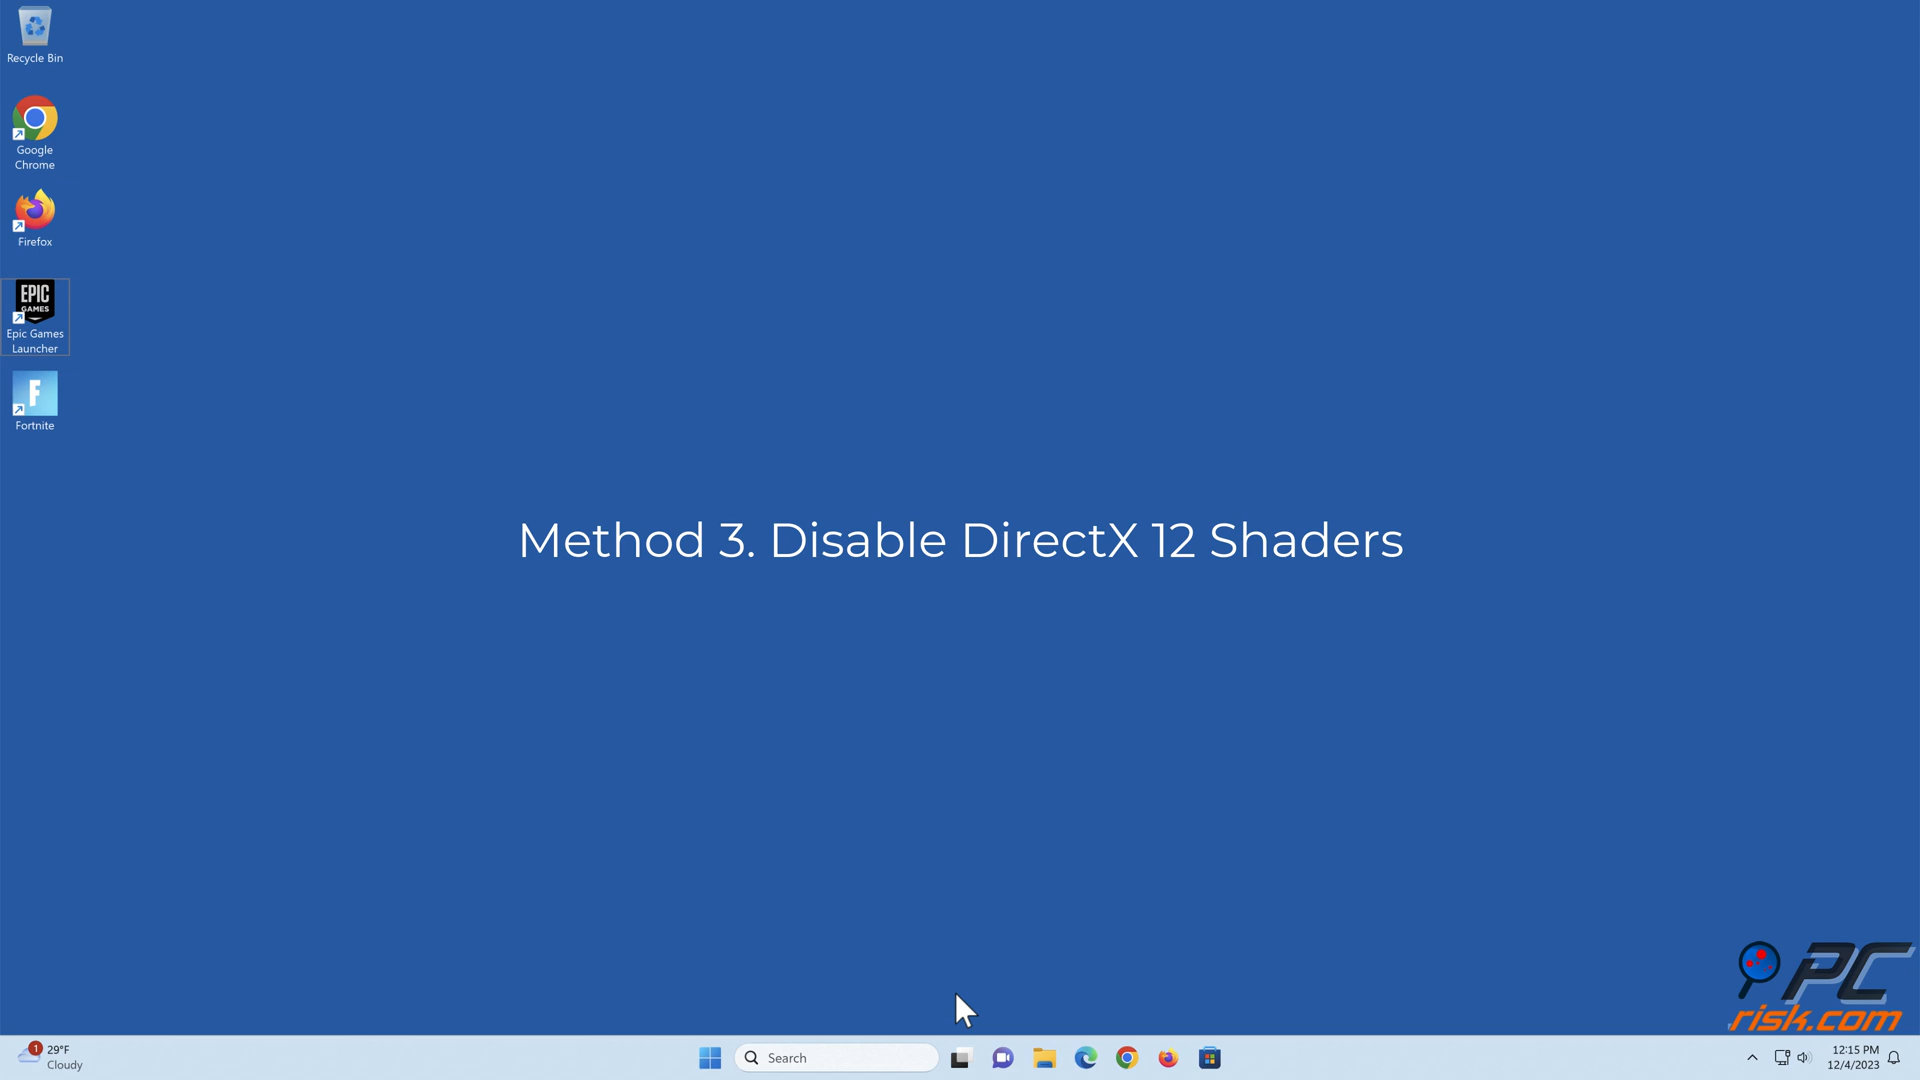 Recycle Bin
Google
Chrome
Firefox
EPIC
GAMES
Epic Games
Launcher
F
Fortnite
Method 3. Disable DirectX 12 Shaders
PC
risk.com
1
29°F
Cloudy
Search
12:15 PM
12/4/2023